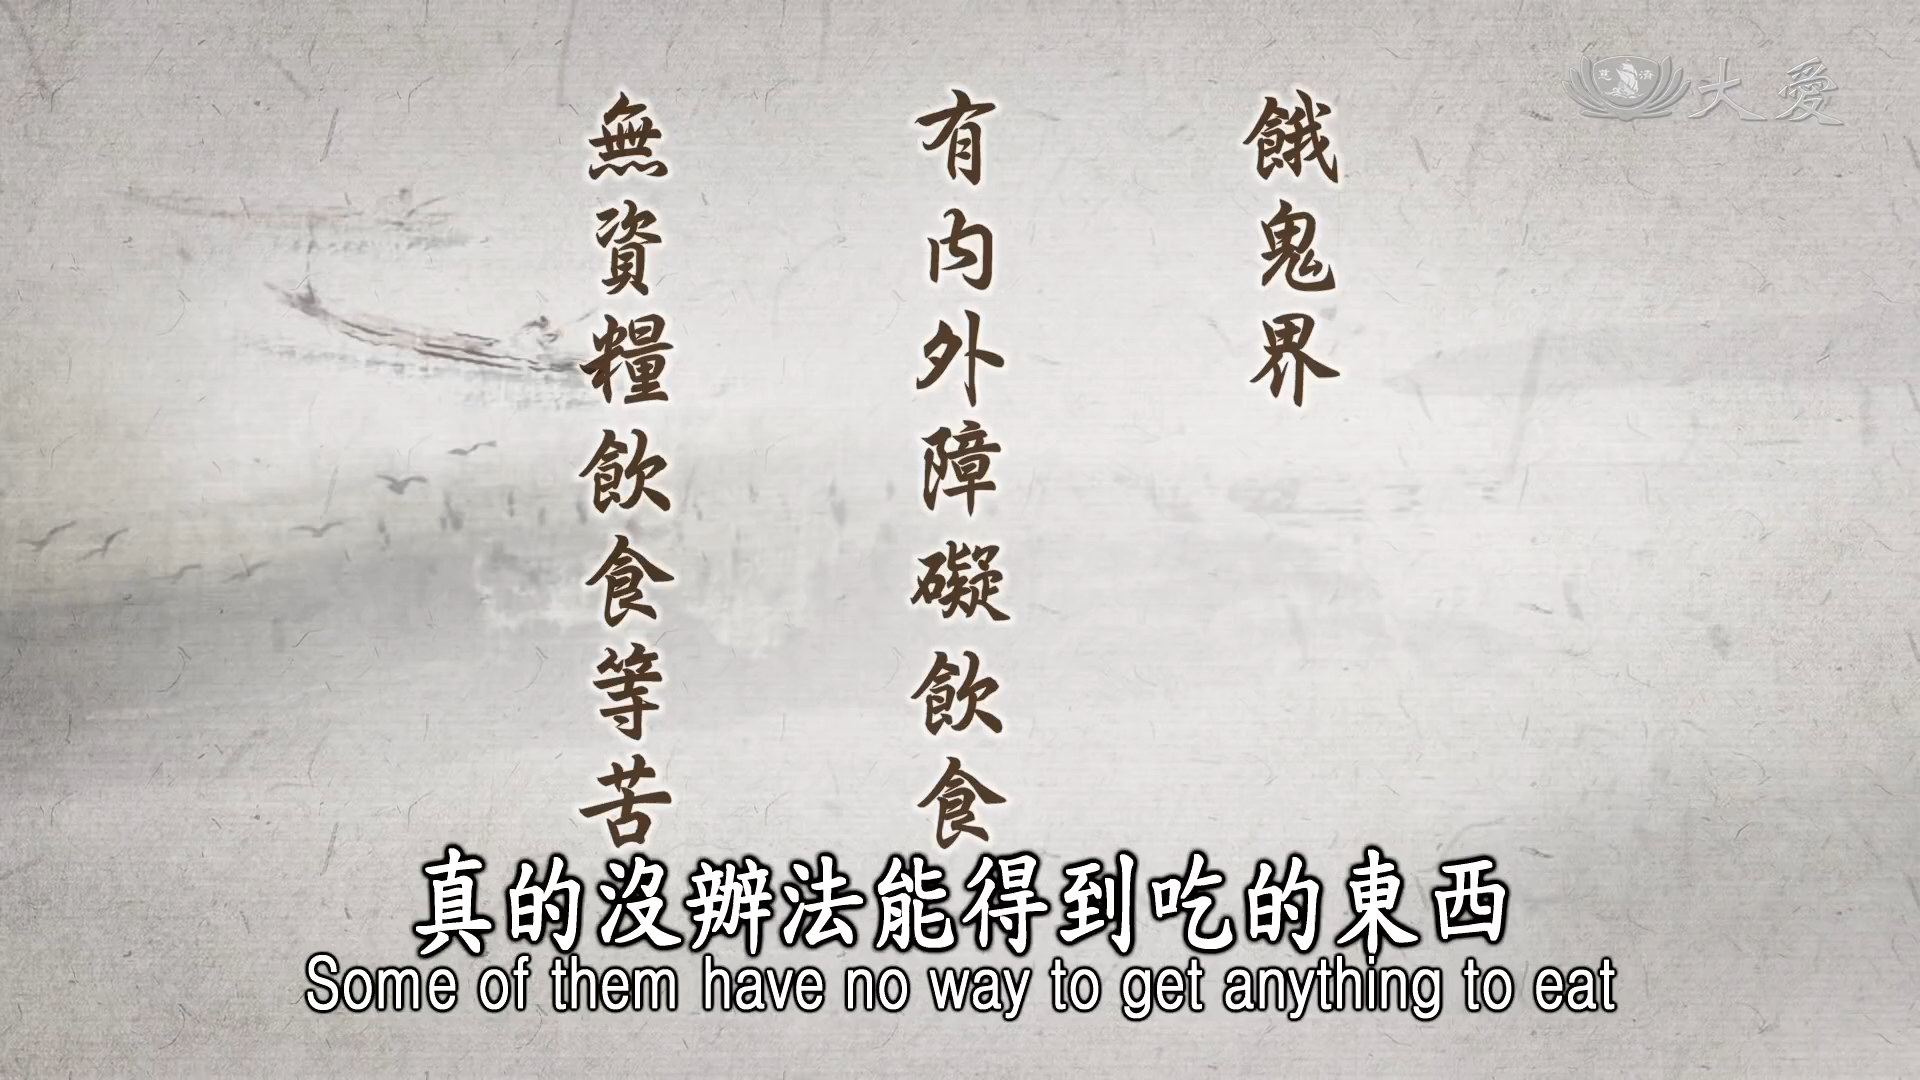 慈濟
大愛
餓鬼界
有內外障礙飲食
無資糧飲食等苦
真的沒辦法能得到吃的東西
Some of them have no way to get anything to eat